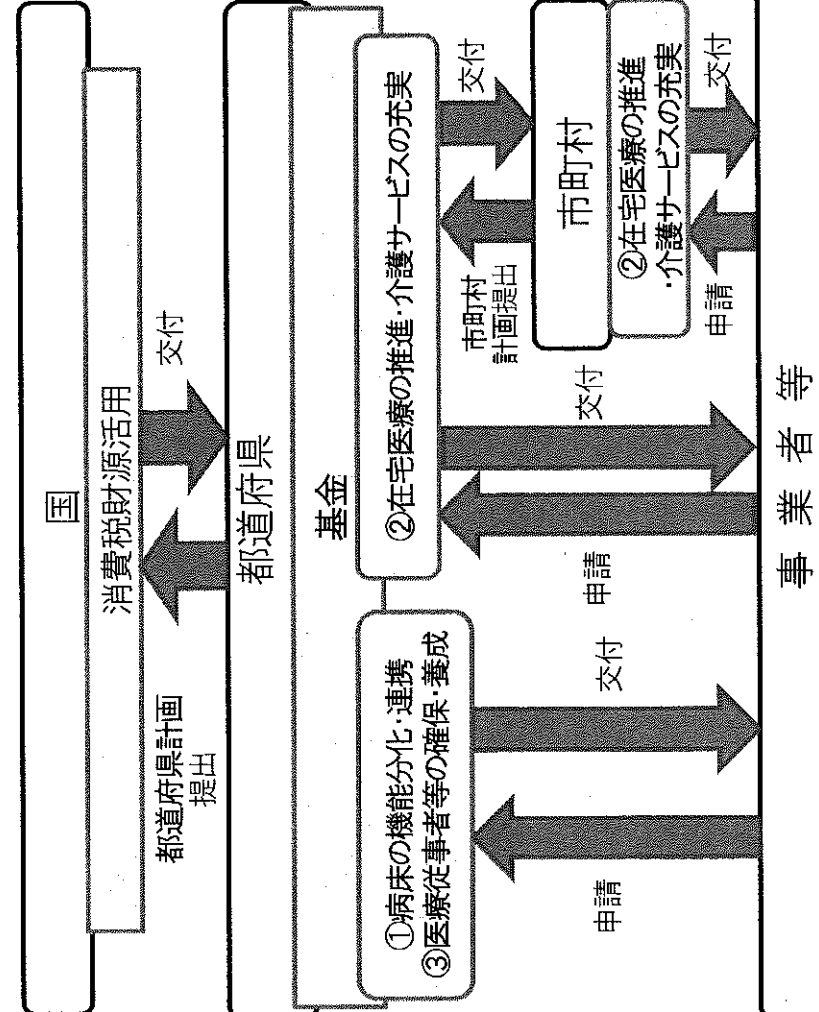 国
消費税財源活用
都道府県計画
提出
交付
都道府県
基金
①病床の機能分化・連携
③医療従事者等の確保・養成
②在宅医療の推進・介護サービスの充実
申請
交付
申請
交付
市町村
計画提出
交付
市町村
②在宅医療の推進
・介護サービスの充実
申請
交付
事業者等